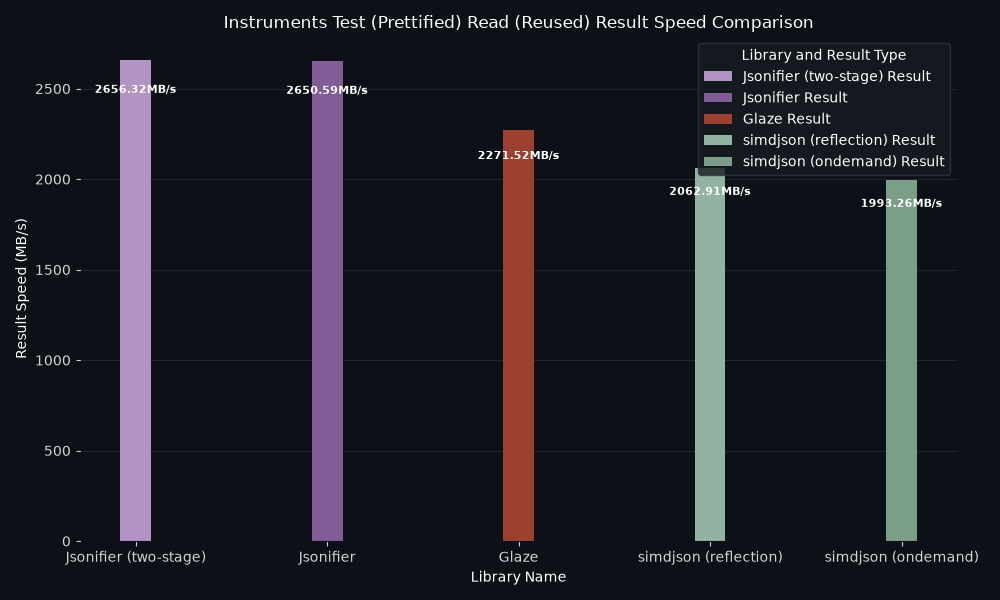 Instruments Test (Prettified) Read (Reused) Result Speed Comparison
Library and Result Type
Jsonifier (two-stage) Result
Jsonifier Result
Glaze Result
simdjson (reflection) Result
simdjson (ondemand) Result
2656.32MB/s
2650.59MB/s
2271.52MB/s
2062.91MB/s
1993.26MB/s
Result Speed (MB/s)
2500
2000
1500
1000
500
0
Jsonifier (two-stage)
Jsonifier
Glaze
simdjson (reflection)
simdjson (ondemand)
Library Name